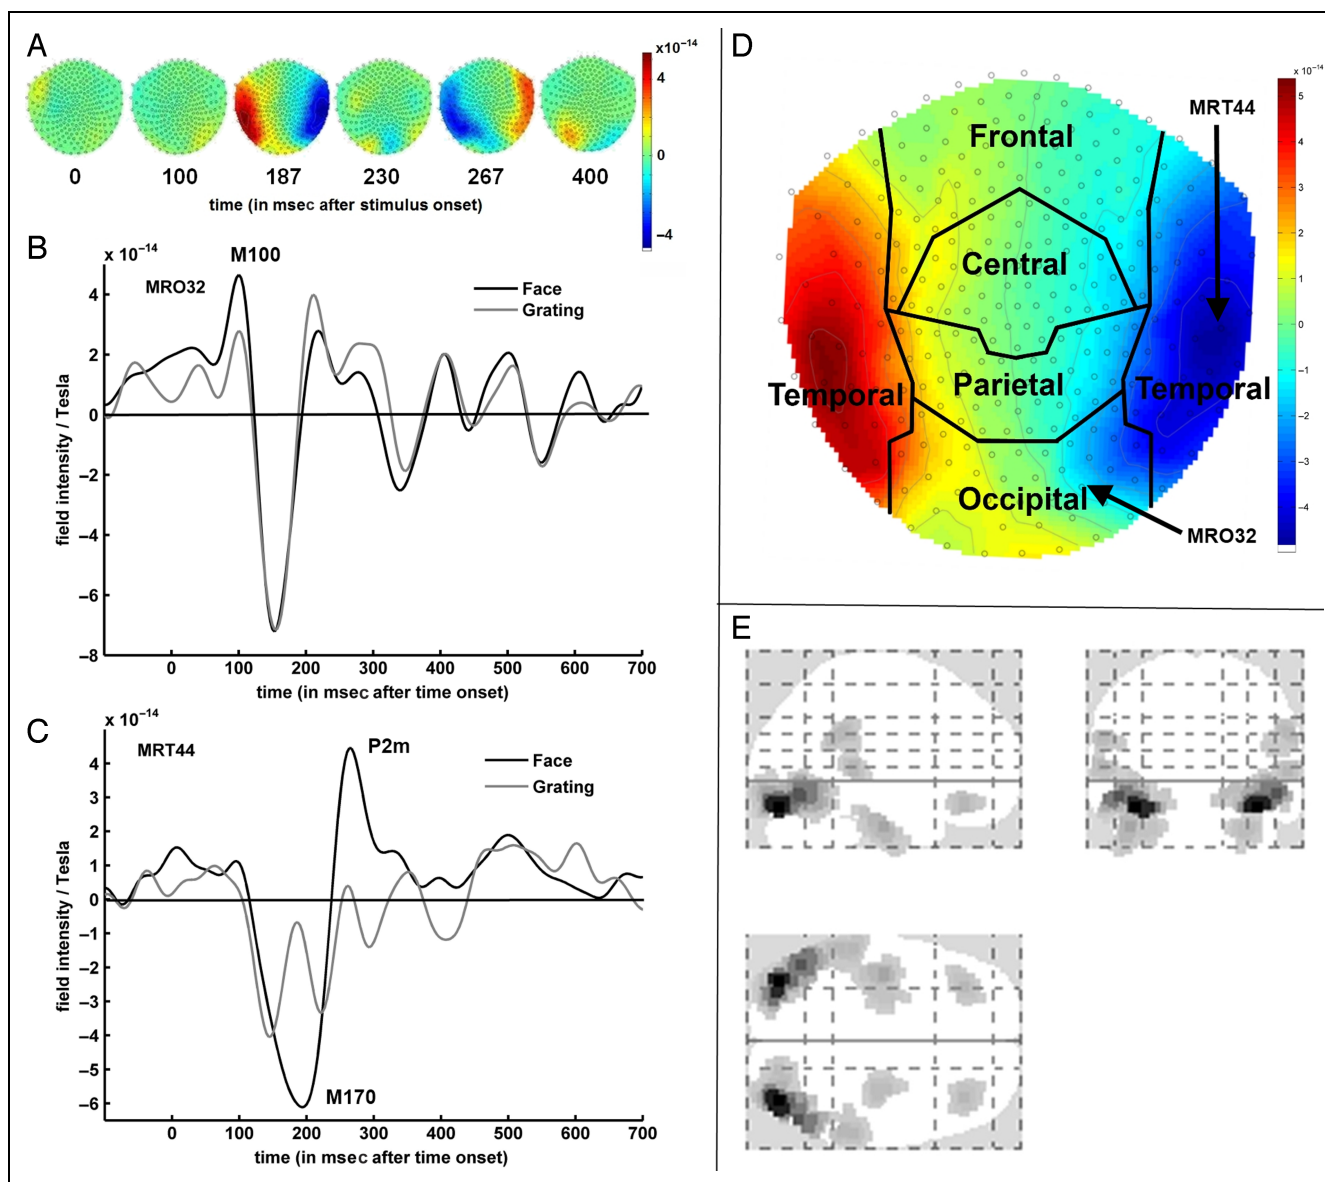 A
x10⁻¹⁴
4
0
−4
0 100 187 230 267 400
time (in msec after stimulus onset)
B
x 10⁻¹⁴
M100
MRO32
Face
Grating
4
2
0
−2
−4
−6
−8
field intensity / Tesla
0 100 200 300 400 500 600 700
time (in msec after time onset)
C
x 10⁻¹⁴
MRT44
P2m
Face
Grating
4
3
2
1
0
−1
−2
−3
−4
−5
−6
field intensity / Tesla
M170
0 100 200 300 400 500 600 700
time (in msec after time onset)
D
x 10⁻¹⁴
MRT44
Frontal
Central
Temporal Parietal Temporal
Occipital
MRO32
5
4
3
2
1
0
−1
−2
−3
−4
E